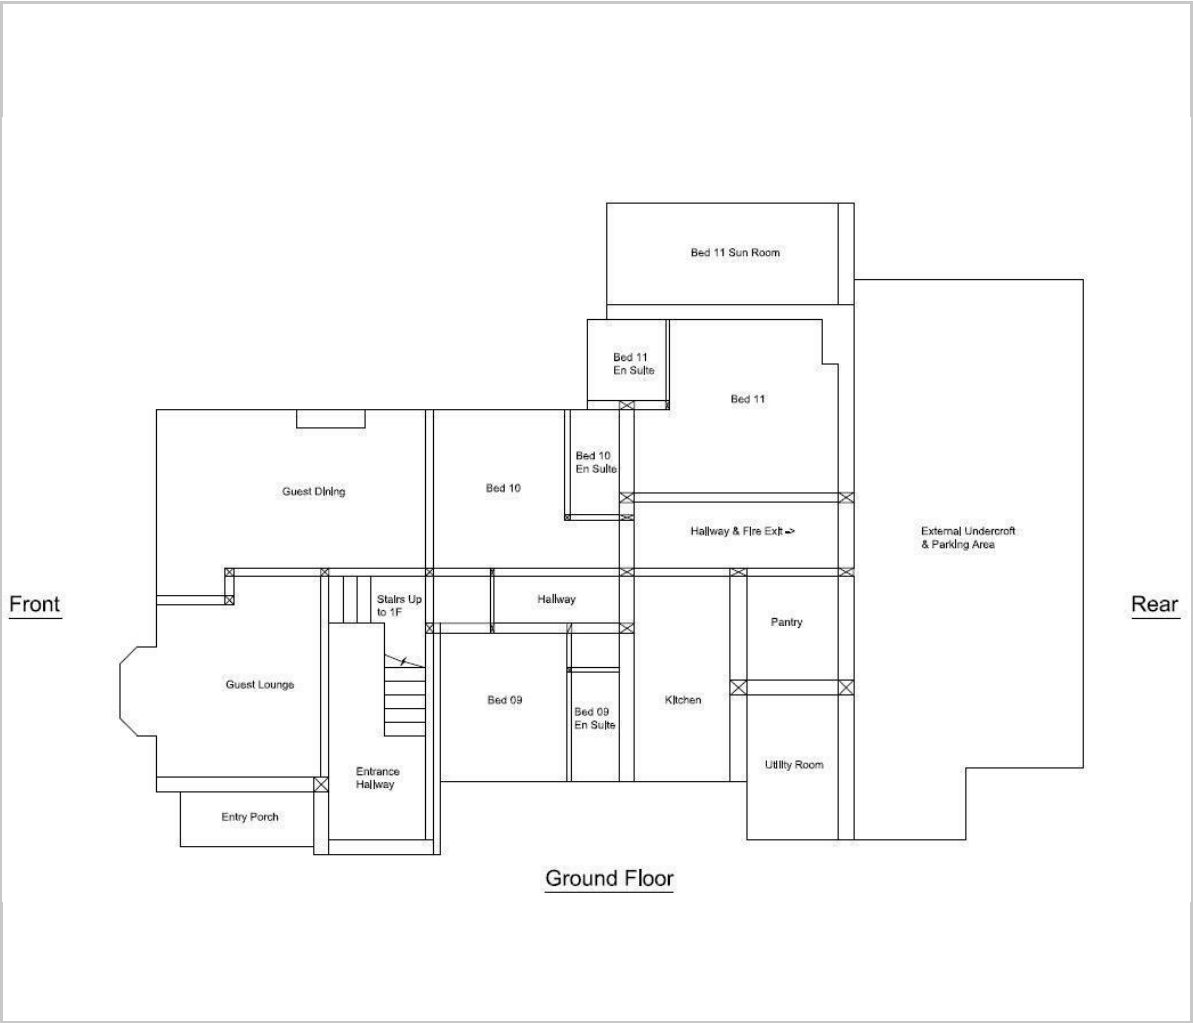 Bed 11 Sun Room
Bed 11
En Suite
Bed 11
Bed 10
En Suite
Guest Dining
Bed 10
Hallway & Fire Exit ->
External Undercroft
& Parking Area
Front
Stairs Up
to 1F
Hallway
Rear
Pantry
Guest Lounge
Bed 09
Bed 09
En Suite
Kitchen
Entrance
Hallway
Utility Room
Entry Porch
Ground Floor